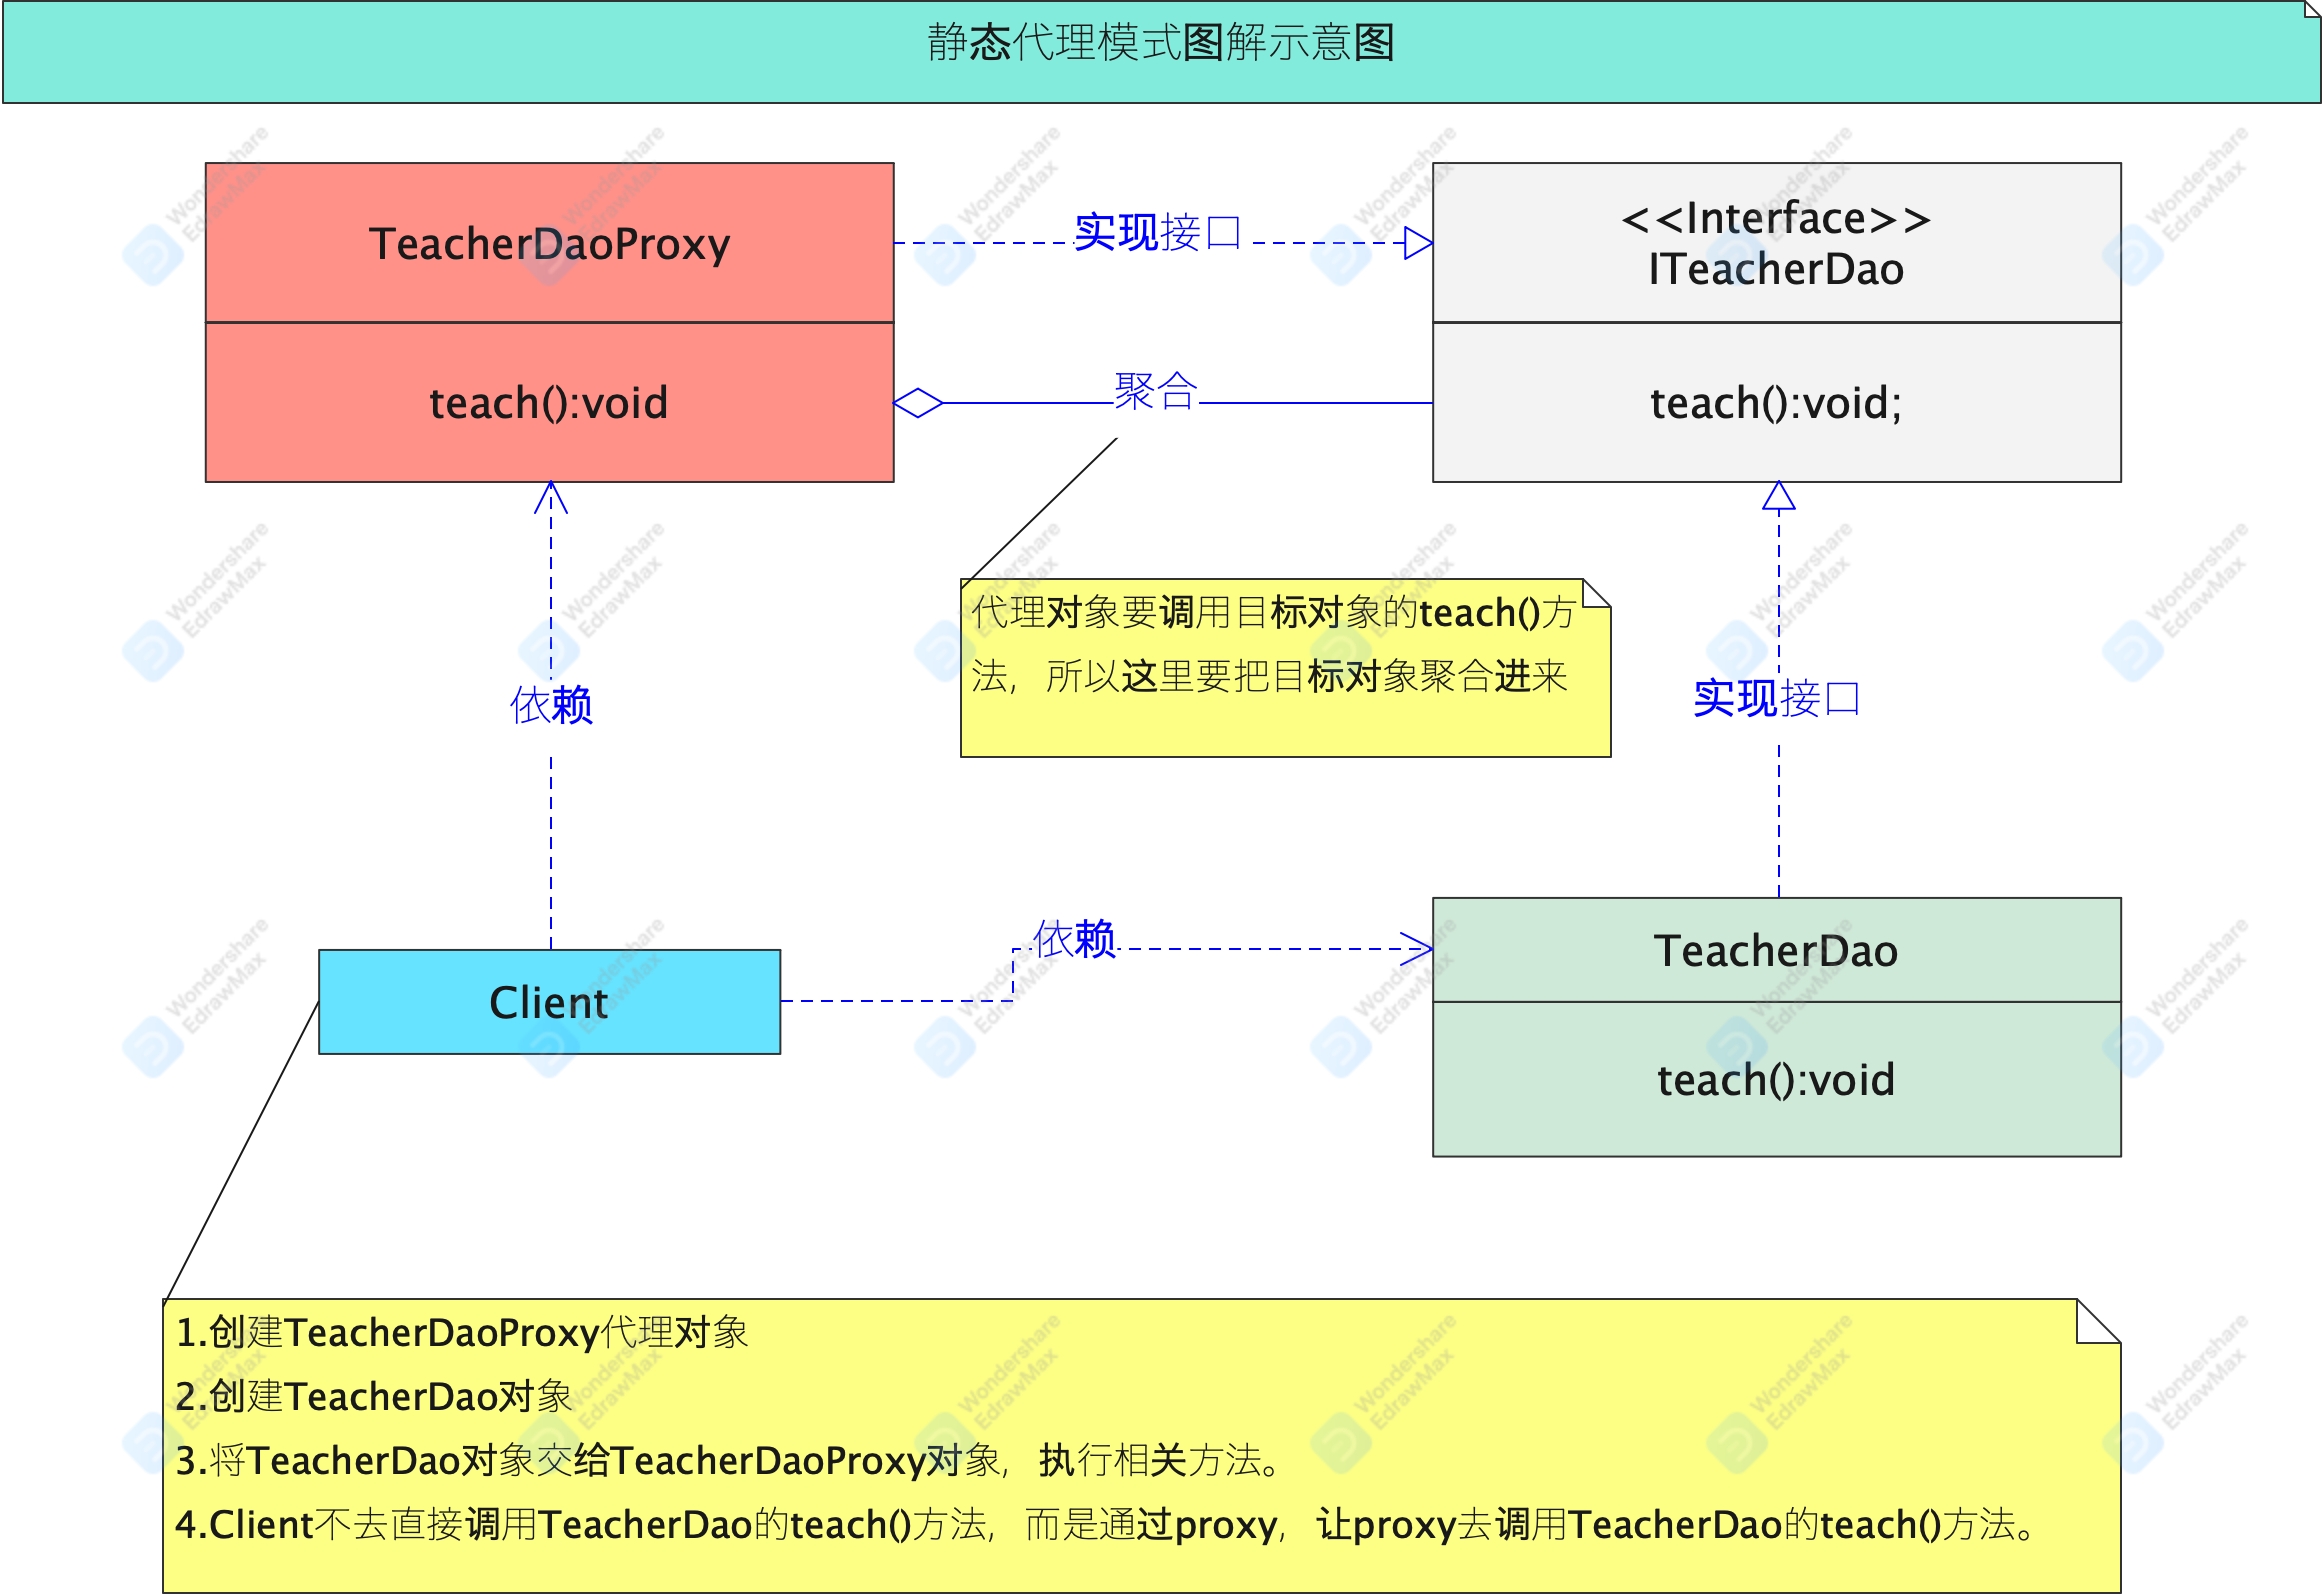 静态代理模式图解示意图
TeacherDaoProxy
teach():void
实现接口
聚合
<<Interface>>
ITeacherDao
teach():void;
代理对象要调用目标对象的teach()方
法，所以这里要把目标对象聚合进来
依赖
实现接口
Client
依赖
TeacherDao
teach():void
1.创建TeacherDaoProxy代理对象
2.创建TeacherDao对象
3.将TeacherDao对象交给TeacherDaoProxy对象，执行相关方法。
4.Client不去直接调用TeacherDao的teach()方法，而是通过proxy，让proxy去调用TeacherDao的teach()方法。
Wondershare
EdrawMax